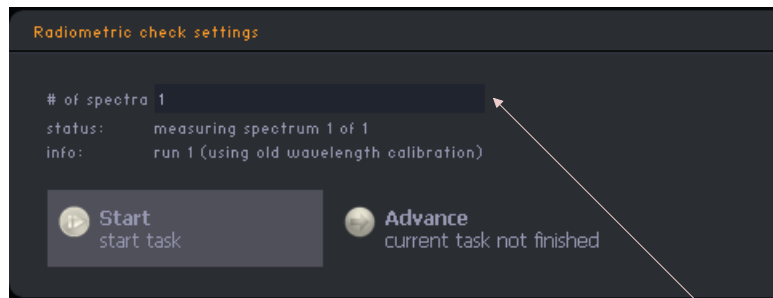 Radiometric check settings
# of spectra 1
status: measuring spectrum 1 of 1
info: run 1 (using old wavelength calibration)
Start
start task
Advance
current task not finished